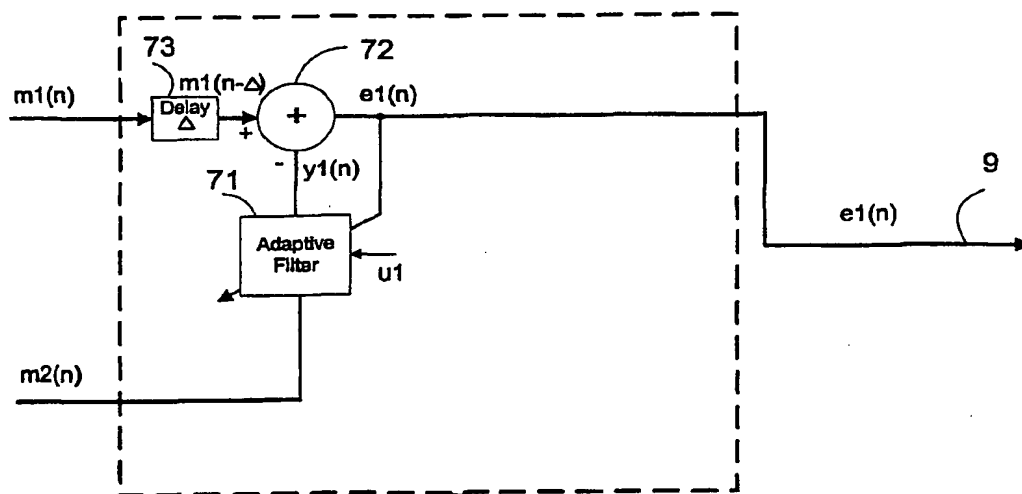 73
72
m1(n)
Delay
Δ
m1(n-Δ)
+
+
e1(n)
-
y1(n)
71
Adaptive
Filter
u1
m2(n)
e1(n)
9